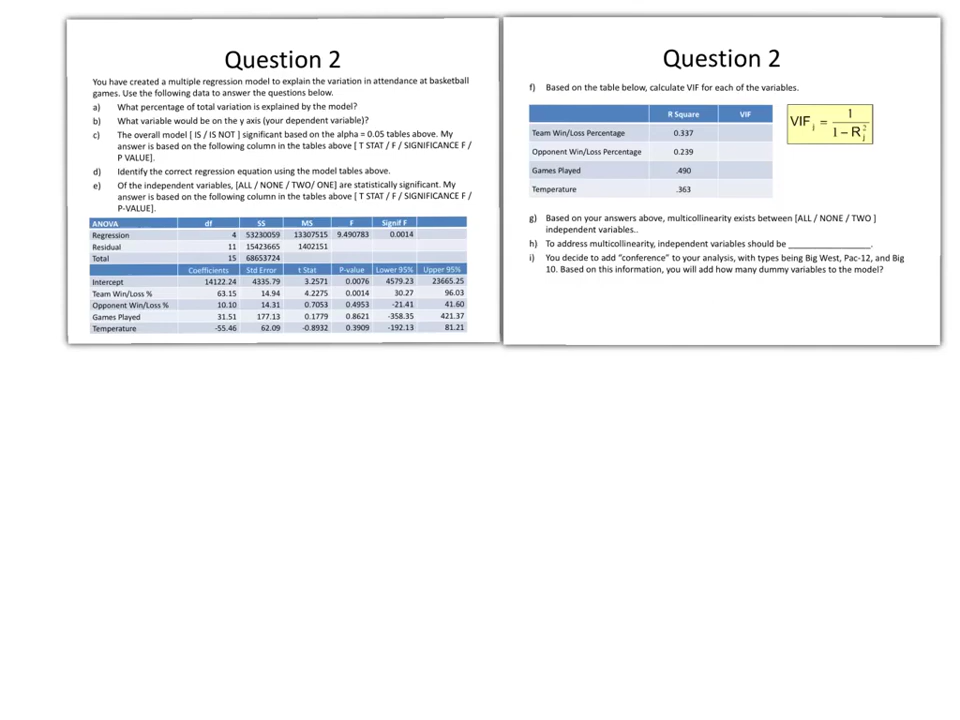 Question 2
You have created a multiple regression model to explain the variation in attendance at basketball
games. Use the following data to answer the questions below.
a) What percentage of total variation is explained by the model?
b) What variable would be on the y axis (your dependent variable)?
c) The overall model [ IS / IS NOT ] significant based on the alpha = 0.05 tables above. My
answer is based on the following column in the tables above [ T STAT / F / SIGNIFICANCE F /
P VALUE].
d) Identify the correct regression equation using the model tables above.
e) Of the independent variables, [ALL / NONE / TWO/ ONE] are statistically significant. My
answer is based on the following column in the tables above [ T STAT / F / SIGNIFICANCE F /
P-VALUE].
ANOVA df SS MS F Signif F
Regression 4 53230059 13307515 9.490783 0.0014
Residual 11 15423665 1402151
Total 15 68653724
Coefficients Std Error t Stat P-value Lower 95% Upper 95%
Intercept 14122.24 4335.79 3.2571 0.0076 4579.23 23665.25
Team Win/Loss % 63.15 14.94 4.2275 0.0014 30.27 96.03
Opponent Win/Loss % 10.10 14.31 0.7053 0.4953 -21.41 41.60
Games Played 31.51 177.13 0.1779 0.8621 -358.35 421.37
Temperature -55.46 62.09 -0.8932 0.3909 -192.13 81.21
Question 2
f) Based on the table below, calculate VIF for each of the variables.
R Square VIF
Team Win/Loss Percentage 0.337
Opponent Win/Loss Percentage 0.239
Games Played .490
Temperature .363
VIF j = 1 / 1 – R j 2
g) Based on your answers above, multicollinearity exists between [ALL / NONE / TWO ]
independent variables..
h) To address multicollinearity, independent variables should be _________________.
i) You decide to add “conference” to your analysis, with types being Big West, Pac-12, and Big
10. Based on this information, you will add how many dummy variables to the model?